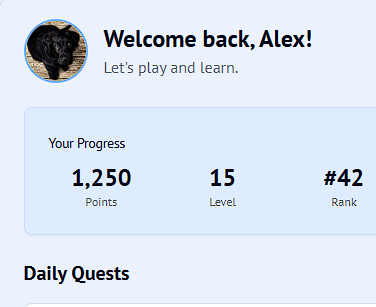 Welcome back, Alex!
Let's play and learn.
Your Progress
1,250
15
#42
Points
Level
Rank
Daily Quests